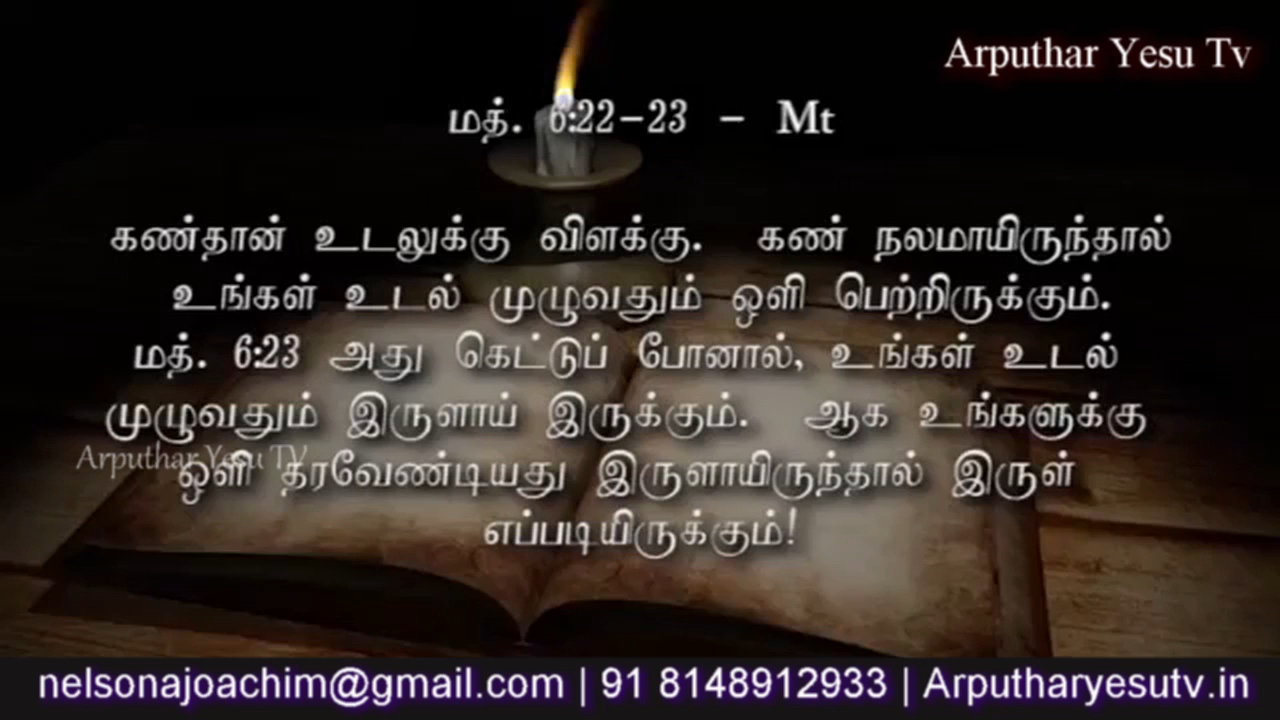 Arputhar Yesu Tv
மத். 6:22-23 - Mt
கண்தான் உடலுக்கு விளக்கு. கண் நலமாயிருந்தால்
உங்கள் உடல் முழுவதும் ஒளி பெற்றிருக்கும்.
மத். 6:23 அது கெட்டுப் போனால், உங்கள் உடல்
முழுவதும் இருளாய் இருக்கும். ஆக உங்களுக்கு
Arputhar Yesu TV
ஒளி தரவேண்டியது இருளாயிருந்தால் இருள்
எப்படியிருக்கும்!
nelsonajoachim@gmail.com | 91 8148912933 | Arputharyesutv.in